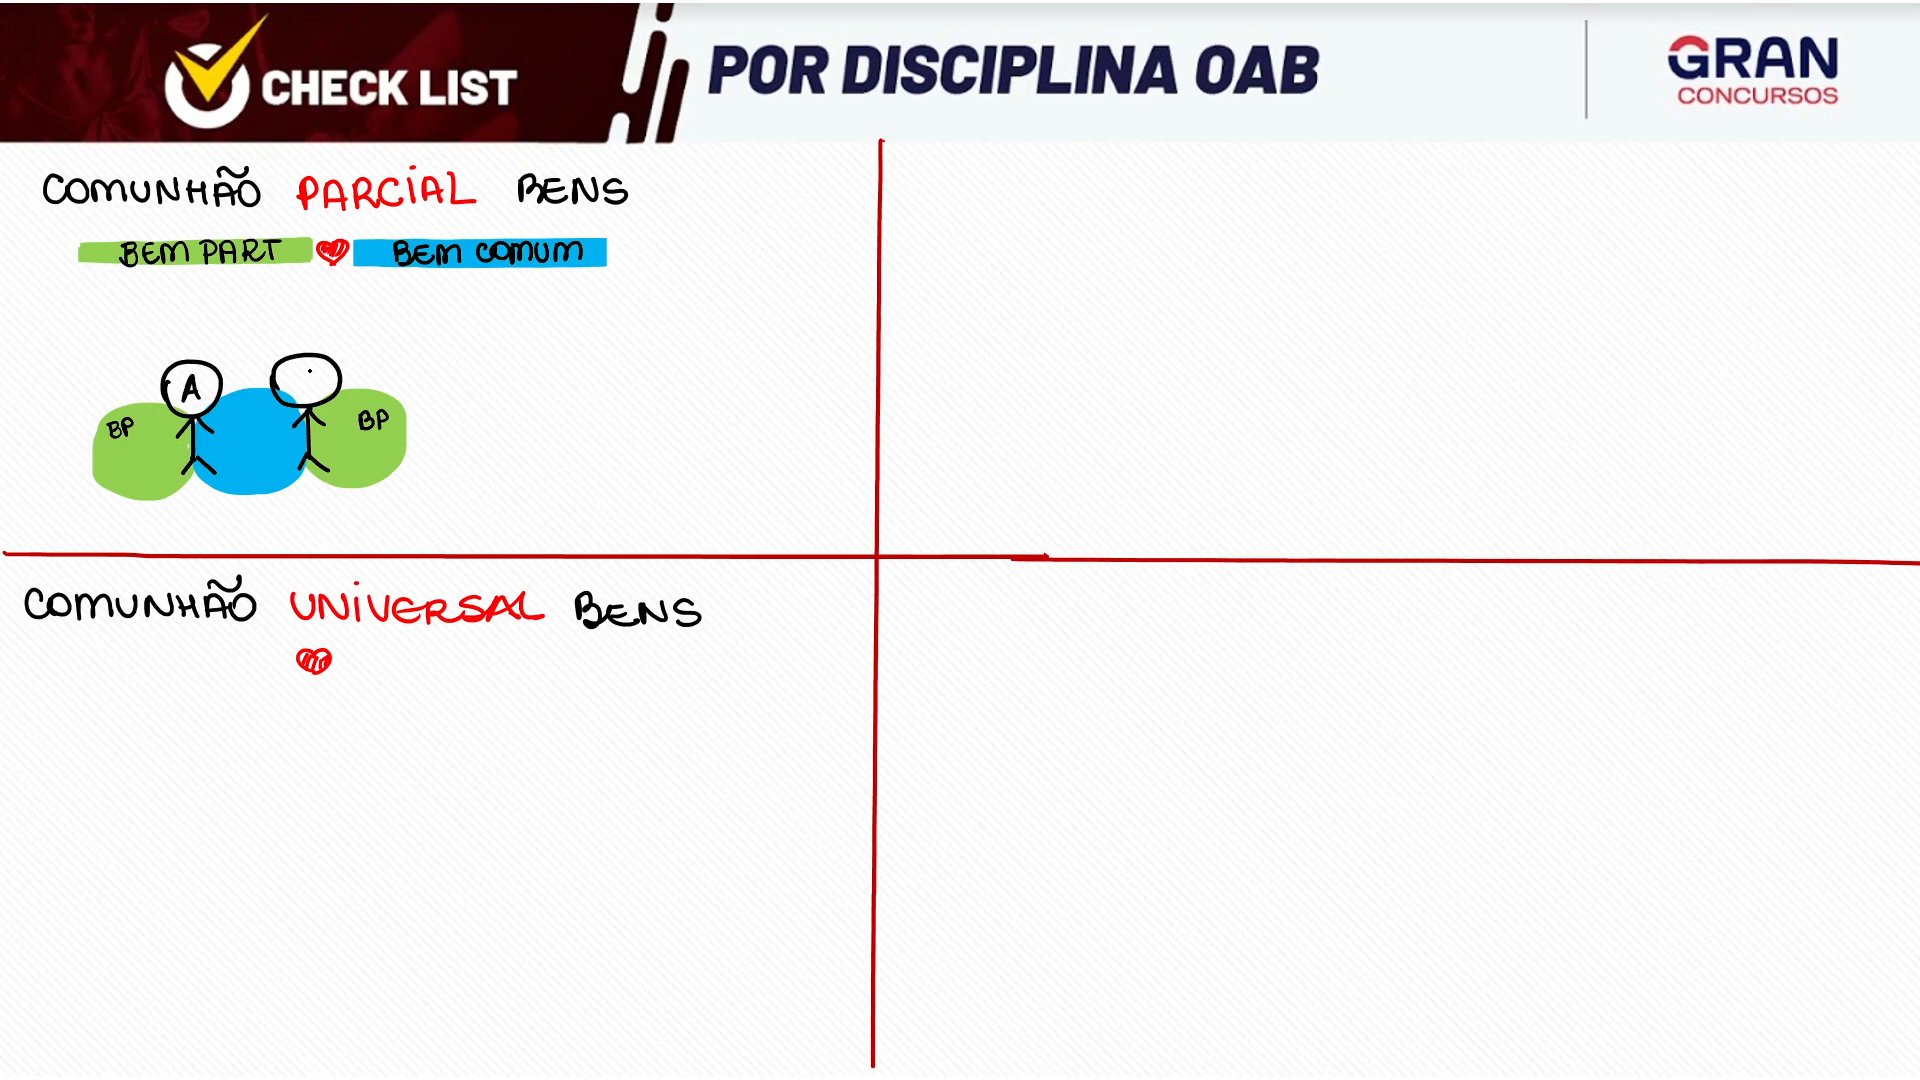 CHECK LIST
POR DISCIPLINA OAB
GRAN
CONCURSOS
COMUNHÃO PARCIAL BENS
BEM PART BEM COMUM
A
BP BP
COMUNHÃO UNIVERSAL BENS